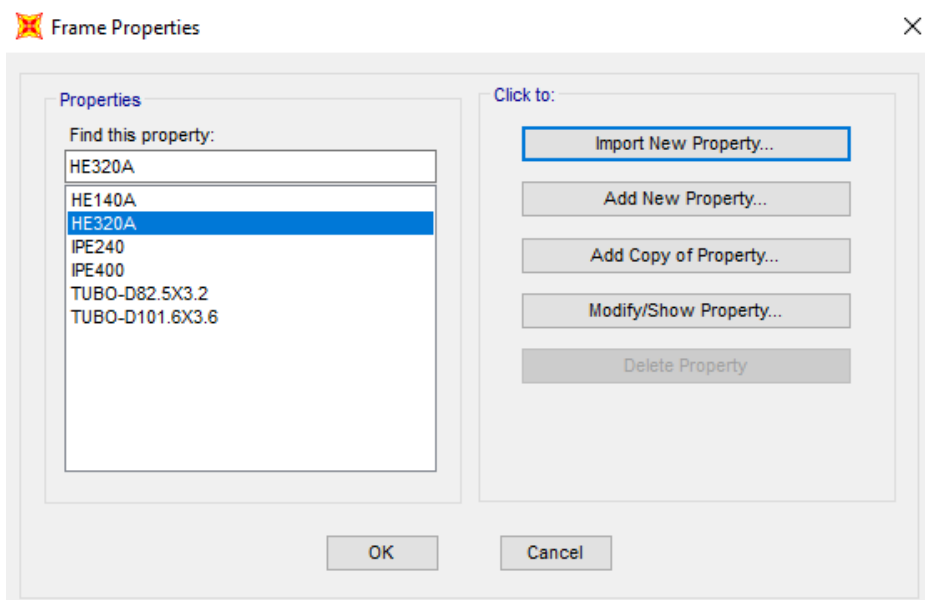 Frame Properties
Properties
Find this property:
HE320A
HE140A
HE320A
IPE240
IPE400
TUBO-D82.5X3.2
TUBO-D101.6X3.6
Click to:
Import New Property...
Add New Property...
Add Copy of Property...
Modify/Show Property...
Delete Property
OK
Cancel